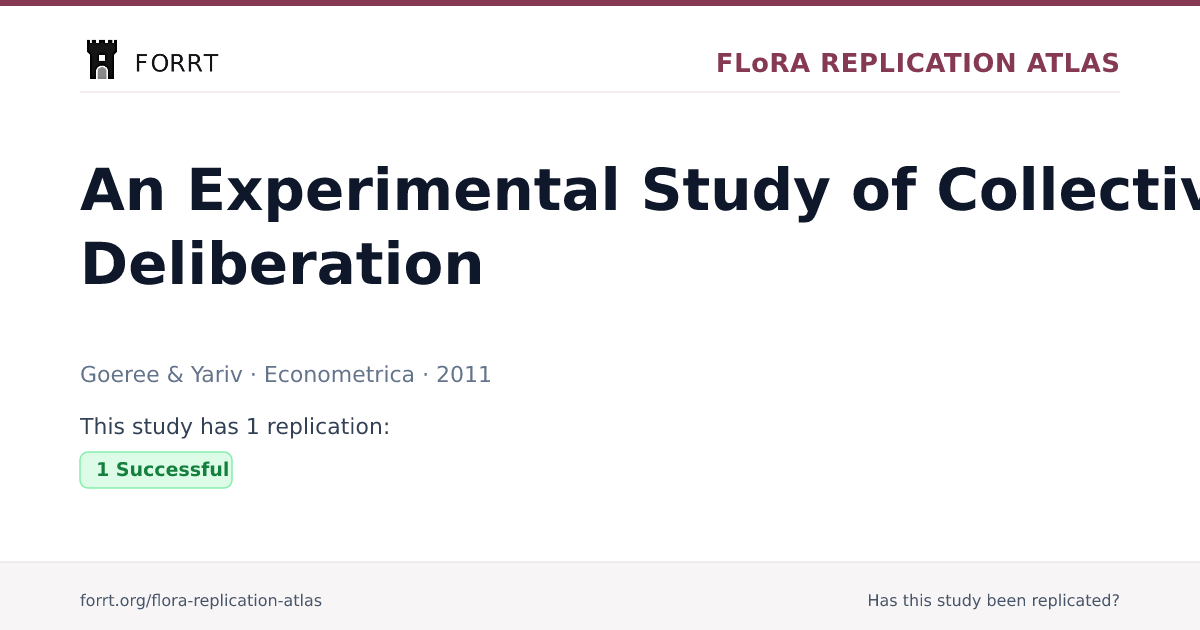 FORRT
FLoRA REPLICATION ATLAS
An Experimental Study of Collectiv
Deliberation
Goeree & Yariv · Econometrica · 2011
This study has 1 replication:
1 Successful
forrt.org/flora-replication-atlas
Has this study been replicated?